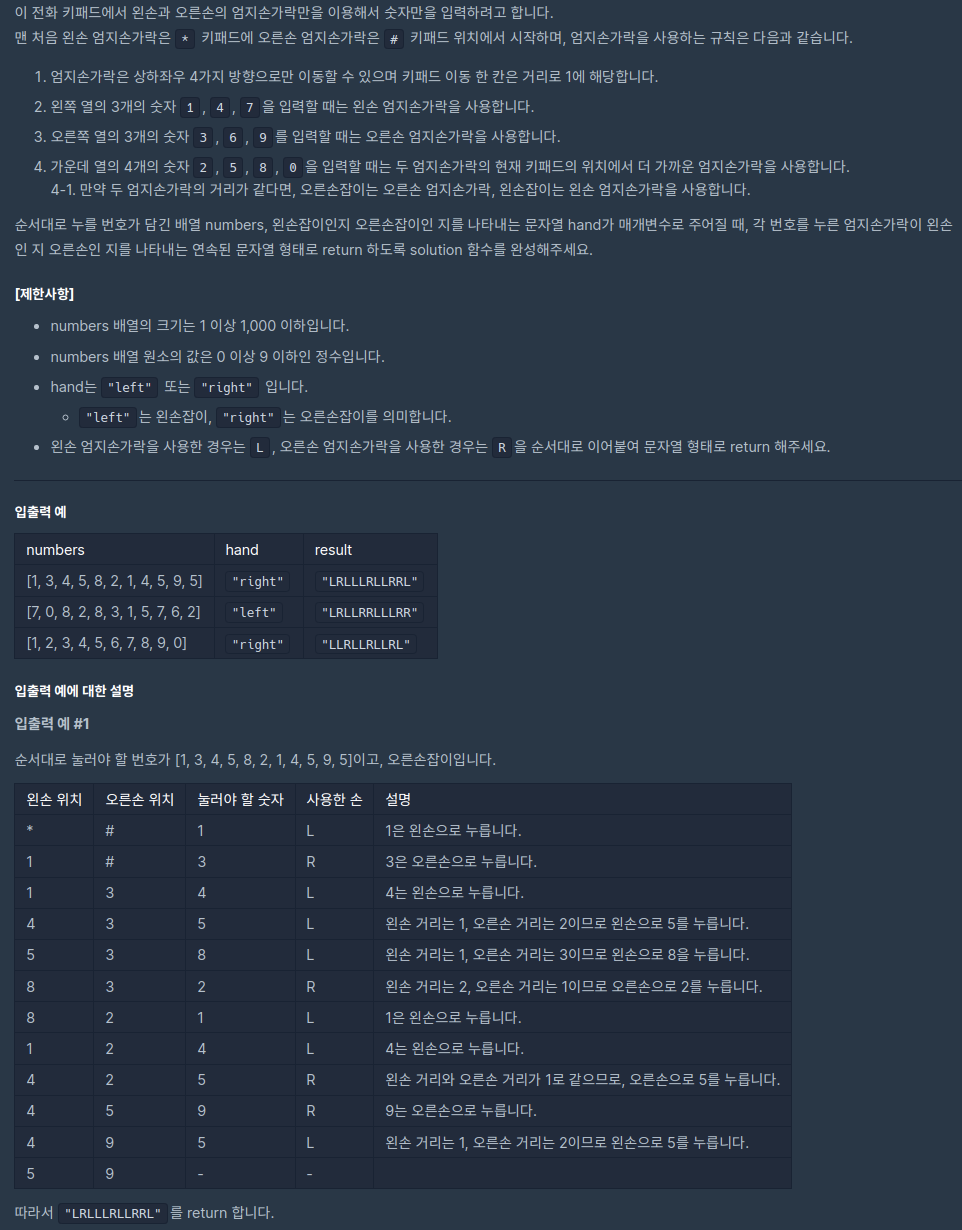 이 전화 키패드에서 왼손과 오른손의 엄지손가락만을 이용해서 숫자만을 입력하려고 합니다.
맨 처음 왼손 엄지손가락은 * 키패드에 오른손 엄지손가락은 # 키패드 위치에서 시작하며, 엄지손가락을 사용하는 규칙은 다음과 같습니다.
1. 엄지손가락은 상하좌우 4가지 방향으로만 이동할 수 있으며 키패드 이동 한 칸은 거리로 1에 해당합니다.
2. 왼쪽 열의 3개의 숫자 1, 4, 7을 입력할 때는 왼손 엄지손가락을 사용합니다.
3. 오른쪽 열의 3개의 숫자 3, 6, 9를 입력할 때는 오른손 엄지손가락을 사용합니다.
4. 가운데 열의 4개의 숫자 2, 5, 8, 0을 입력할 때는 두 엄지손가락의 현재 키패드의 위치에서 더 가까운 엄지손가락을 사용합니다.
4-1. 만약 두 엄지손가락의 거리가 같다면, 오른손잡이는 오른손 엄지손가락, 왼손잡이는 왼손 엄지손가락을 사용합니다.
순서대로 누를 번호가 담긴 배열 numbers, 왼손잡이인지 오른손잡이인 지를 나타내는 문자열 hand가 매개변수로 주어질 때, 각 번호를 누른 엄지손가락이 왼손
인 지 오른손인 지를 나타내는 연속된 문자열 형태로 return 하도록 solution 함수를 완성해주세요.
[제한사항]
• numbers 배열의 크기는 1 이상 1,000 이하입니다.
• numbers 배열 원소의 값은 0 이상 9 이하인 정수입니다.
• hand는 "left" 또는 "right" 입니다.
◦ "left"는 왼손잡이, "right"는 오른손잡이를 의미합니다.
• 왼손 엄지손가락을 사용한 경우는 L, 오른손 엄지손가락을 사용한 경우는 R을 순서대로 이어붙여 문자열 형태로 return 해주세요.
입출력 예
numbers hand result
[1, 3, 4, 5, 8, 2, 1, 4, 5, 9, 5] "right" "LRLLLRLLRRL"
[7, 0, 8, 2, 8, 3, 1, 5, 7, 6, 2] "left" "LRLLRRLLLRR"
[1, 2, 3, 4, 5, 6, 7, 8, 9, 0] "right" "LLRLLRLLRL"
입출력 예에 대한 설명
입출력 예 #1
순서대로 눌러야 할 번호가 [1, 3, 4, 5, 8, 2, 1, 4, 5, 9, 5]이고, 오른손잡이입니다.
왼손 위치 오른손 위치 눌러야 할 숫자 사용한 손 설명
* # 1 L 1은 왼손으로 누릅니다.
1 # 3 R 3은 오른손으로 누릅니다.
1 3 4 L 4는 왼손으로 누릅니다.
4 3 5 L 왼손 거리는 1, 오른손 거리는 2이므로 왼손으로 5를 누릅니다.
5 3 8 L 왼손 거리는 1, 오른손 거리는 3이므로 왼손으로 8을 누릅니다.
8 3 2 R 왼손 거리는 2, 오른손 거리는 1이므로 오른손으로 2를 누릅니다.
8 2 1 L 1은 왼손으로 누릅니다.
1 2 4 L 4는 왼손으로 누릅니다.
4 2 5 R 왼손 거리와 오른손 거리가 1로 같으므로, 오른손으로 5를 누릅니다.
4 5 9 R 9는 오른손으로 누릅니다.
4 9 5 L 왼손 거리는 1, 오른손 거리는 2이므로 왼손으로 5를 누릅니다.
5 9 - -
따라서 "LRLLLRLLRRL" 를 return 합니다.